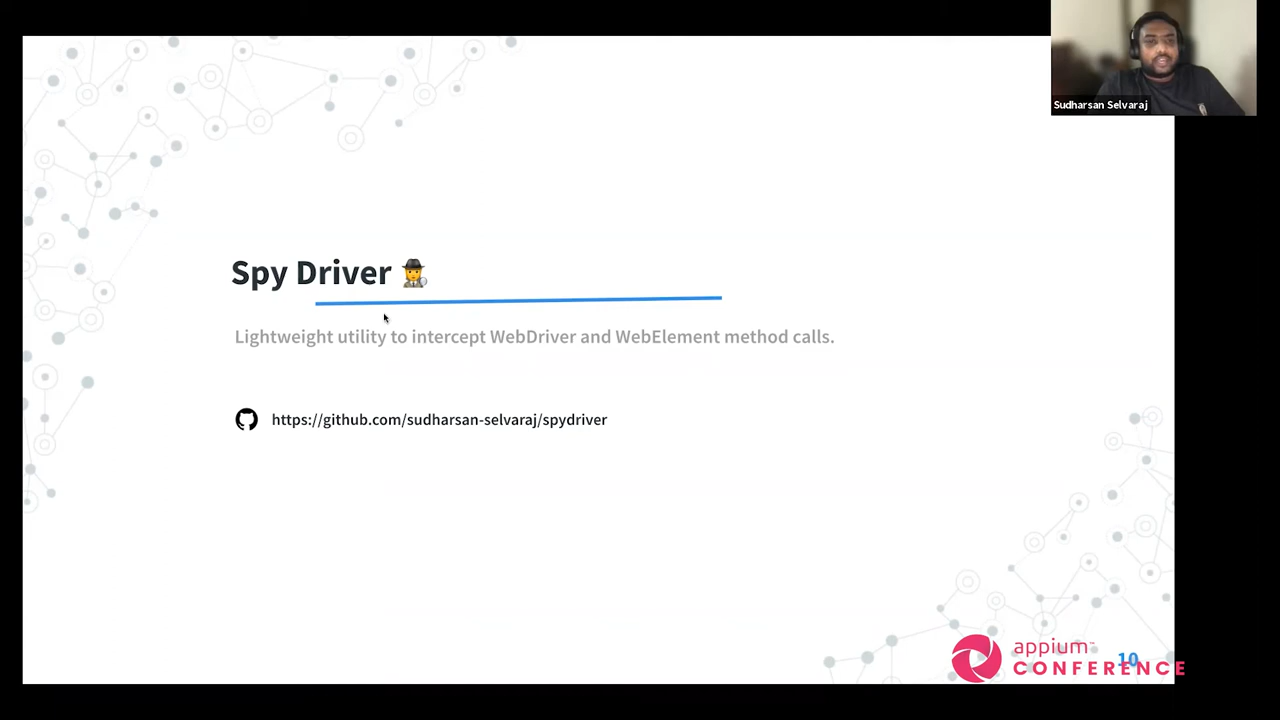 Sudharsan Selvaraj
Spy Driver
Lightweight utility to intercept WebDriver and WebElement method calls.
https://github.com/sudharsan-selvaraj/spydriver
appium™
CONFERENCE
10